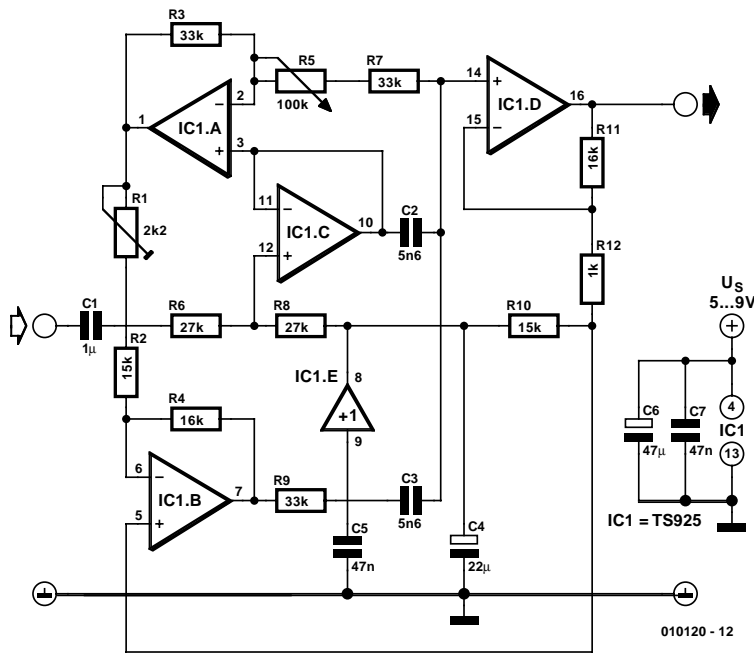 R3
33k
R5
100k
R7
33k
14
+
16
IC1.D
15
−
R11
16k
1
2
−
IC1.A
+
3
R1
2k2
11
−
10
IC1.C
12
+
C2
5n6
R12
1k
US
5...9V
+
C1
1µ
R6
27k
R8
27k
R10
15k
R2
15k
IC1.E
8
+1
9
R4
16k
C6
47µ
C7
47n
4
IC1
13
6
−
IC1.B
7
5
+
R9
33k
C3
5n6
C5
47n
C4
22µ
IC1 = TS925
010120 - 12